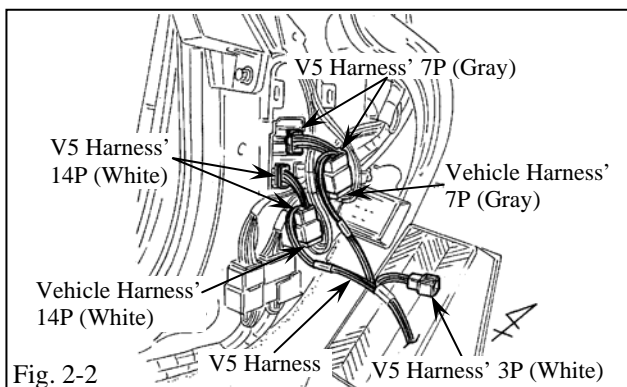 V5 Harness’ 7P (Gray)
V5 Harness’
14P (White)
Vehicle Harness’
7P (Gray)
Vehicle Harness’
14P (White)
V5 Harness
V5 Harness’ 3P (White)
Fig. 2-2